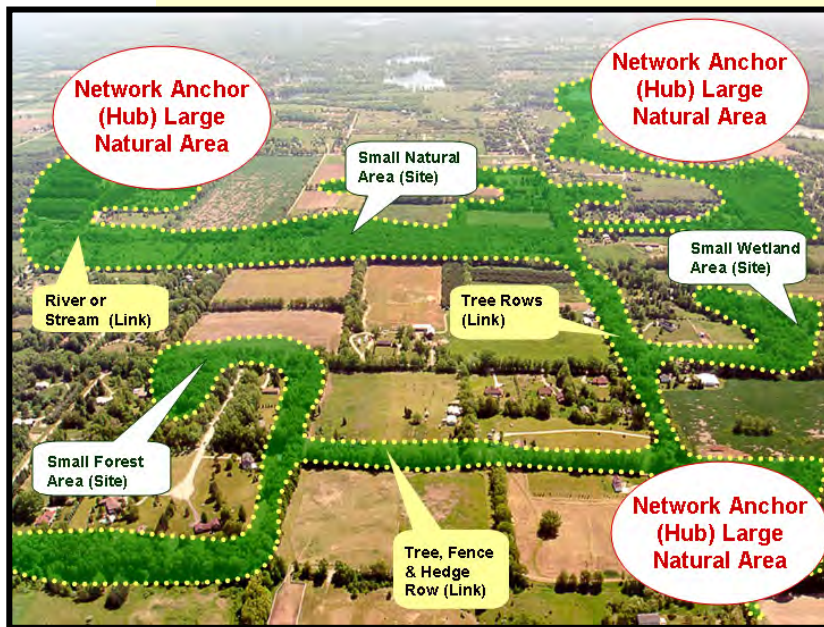 Network Anchor
(Hub) Large
Natural Area
Network Anchor
(Hub) Large
Natural Area
Small Natural
Area (Site)
Small Wetland
Area (Site)
River or
Stream (Link)
Tree Rows
(Link)
Small Forest
Area (Site)
Tree, Fence
& Hedge
Row (Link)
Network Anchor
(Hub) Large
Natural Area